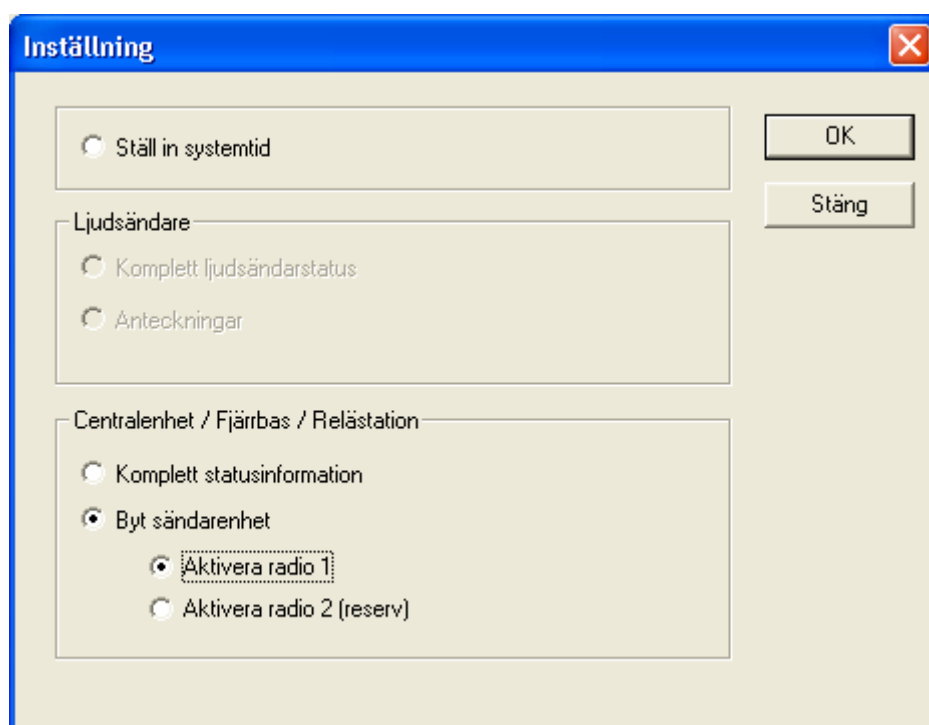 Inställning
Ställ in systemtid
OK
Stäng
Ljudsändare
Komplett ljudsändarstatus
Anteckningar
Centralenhet / Fjärrbas / Relästation
Komplett statusinformation
Byt sändarenhet
Aktivera radio 1
Aktivera radio 2 (reserv)